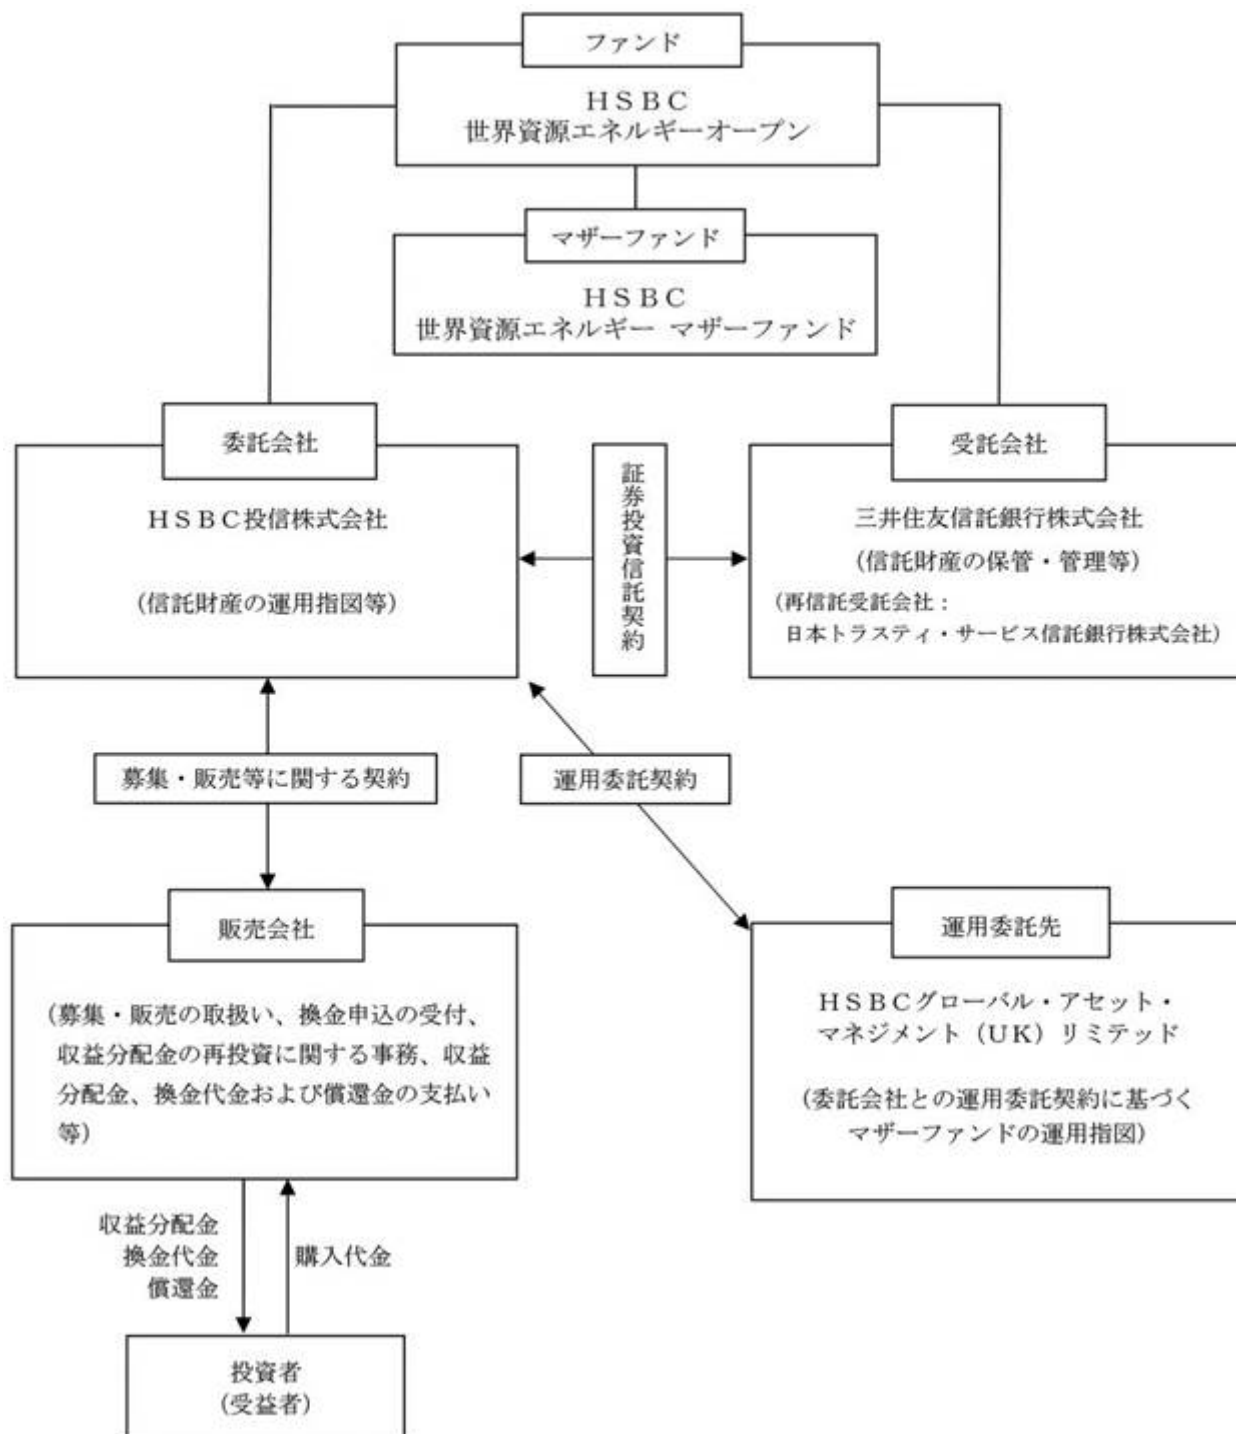 ファンド
ＨＳＢＣ
世界資源エネルギーオープン
マザーファンド
ＨＳＢＣ
世界資源エネルギー マザーファンド
委託会社
ＨＳＢＣ投信株式会社
（信託財産の運用指図等）
証券投資信託契約
受託会社
三井住友信託銀行株式会社
（信託財産の保管・管理等）
（再信託受託会社：
日本トラスティ・サービス信託銀行株式会社）
募集・販売等に関する契約
運用委託契約
販売会社
（募集・販売の取扱い、換金申込の受付、
収益分配金の再投資に関する事務、収益
分配金、換金代金および償還金の支払い
等）
運用委託先
ＨＳＢＣグローバル・アセット・
マネジメント（ＵＫ）リミテッド
（委託会社との運用委託契約に基づく
マザーファンドの運用指図）
収益分配金
換金代金
償還金
購入代金
投資者
（受益者）